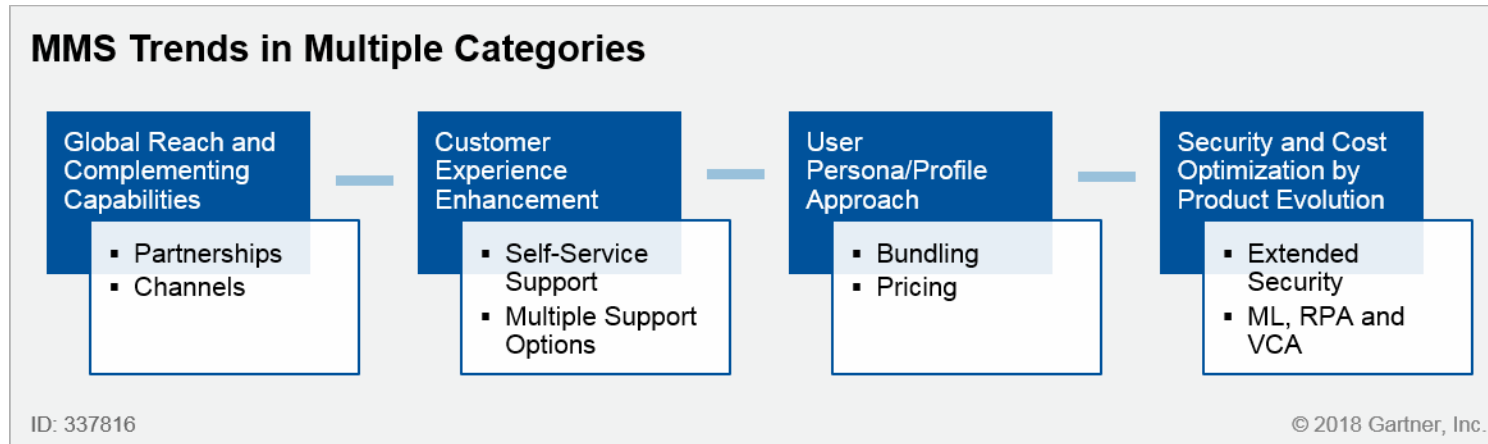 MMS Trends in Multiple Categories
Global Reach and
Complementing
Capabilities
▪ Partnerships
▪ Channels
Customer
Experience
Enhancement
▪ Self-Service
Support
▪ Multiple Support
Options
User
Persona/Profile
Approach
▪ Bundling
▪ Pricing
Security and Cost
Optimization by
Product Evolution
▪ Extended
Security
▪ ML, RPA and
VCA
ID: 337816
© 2018 Gartner, Inc.